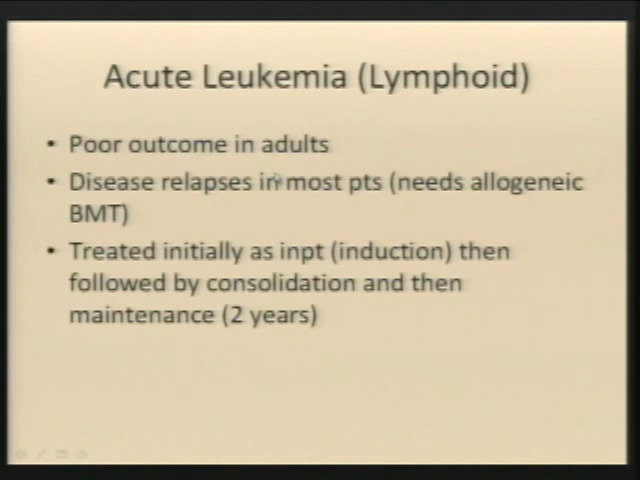 Acute Leukemia (Lymphoid)
• Poor outcome in adults
• Disease relapses in most pts (needs allogeneic
BMT)
• Treated initially as inpt (induction) then
followed by consolidation and then
maintenance (2 years)